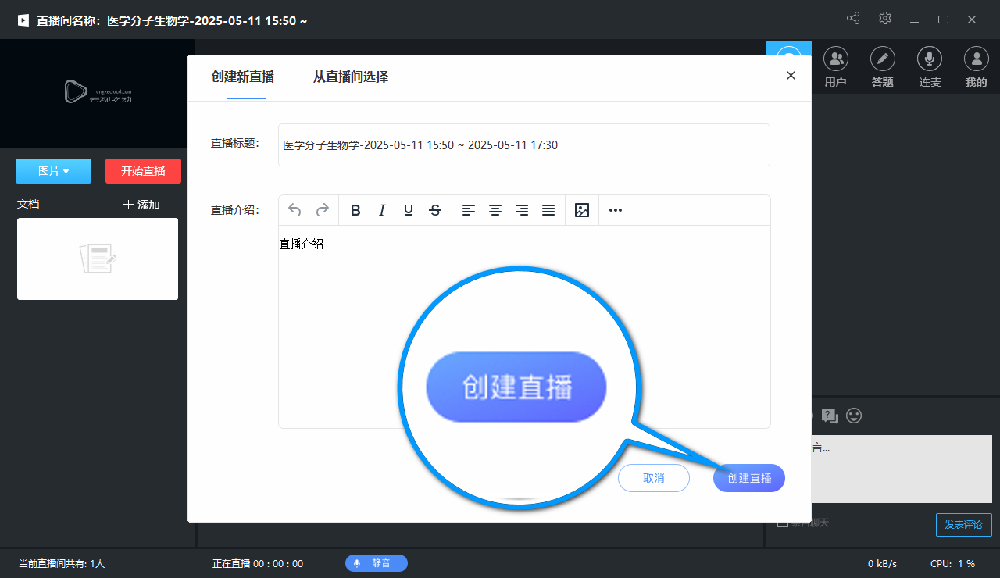 直播间名称：医学分子生物学-2025-05-11 15:50 ~
rongkecloud.com
用户
答题
连麦
我的
创建新直播
从直播间选择
直播标题：
医学分子生物学-2025-05-11 15:50 ~ 2025-05-11 17:30
图片
开始直播
文档
添加
直播介绍：
B I U S
直播介绍
创建直播
取消
创建直播
言...
禁言聊天
发表评论
当前直播间共有: 1人
正在直播 00 : 00 : 00
静音
0 kB/s
CPU: 1 %